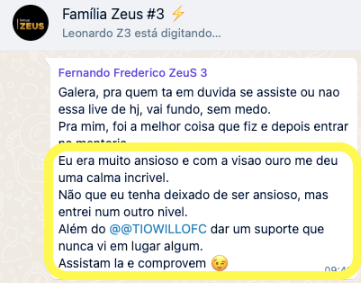 ZEUS
Família Zeus #3 ⚡
Leonardo Z3 está digitando...
Fernando Frederico ZeuS 3
Galera, pra quem ta em duvida se assiste ou nao
essa live de hj, vai fundo, sem medo.
Pra mim, foi a melhor coisa que fiz e depois entrar
na mentoria.
Eu era muito ansioso e com a visao ouro me deu
uma calma incrivel.
Não que eu tenha deixado de ser ansioso, mas
entrei num outro nivel.
Além do @@TIOWILLOFC dar um suporte que
nunca vi em lugar algum.
Assistam la e comprovem 😉